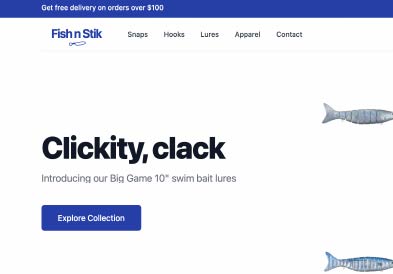 Get free delivery on orders over $100
Fish n Stik
Snaps Hooks Lures Apparel Contact
Clickity, clack
Introducing our Big Game 10" swim bait lures
Explore Collection